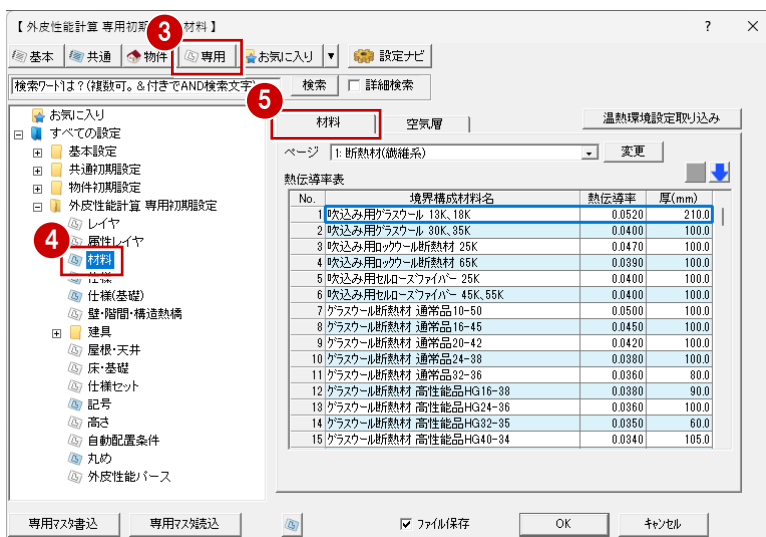 【 外皮性能計算 専用初期 材料 】 ? ×
3
基本 共通 物件 専用 お気に入り ▼ 設定ナビ
検索ワードは？(複数可。＆付きでAND検索文字) 検索 詳細検索
5
お気に入り
すべての設定
基本設定
共通初期設定
物件初期設定
外皮性能計算 専用初期設定
レイヤ
4
属性レイヤ
材料
仕様
仕様(基礎)
壁・階間・構造熱橋
建具
屋根・天井
床・基礎
仕様セット
記号
高さ
自動配置条件
丸め
外皮性能パース
材料 空気層 温熱環境設定取り込み
ページ 1: 断熱材(繊維系) 変更
熱伝導率表
No. 境界構成材料名 熱伝導率 厚(mm)
1 吹込み用グラスウール 13K、18K 0.0520 210.0
2 吹込み用グラスウール 30K、35K 0.0400 100.0
3 吹込み用ロックウール断熱材 25K 0.0470 100.0
4 吹込み用ロックウール断熱材 65K 0.0390 100.0
5 吹込み用セルローズファイバー 25K 0.0400 100.0
6 吹込み用セルローズファイバー 45K、55K 0.0400 100.0
7 グラスウール断熱材 通常品10-50 0.0500 100.0
8 グラスウール断熱材 通常品16-45 0.0450 100.0
9 グラスウール断熱材 通常品20-42 0.0420 100.0
10 グラスウール断熱材 通常品24-38 0.0380 100.0
11 グラスウール断熱材 通常品32-36 0.0360 80.0
12 グラスウール断熱材 高性能品HG16-38 0.0380 90.0
13 グラスウール断熱材 高性能品HG24-36 0.0360 100.0
14 グラスウール断熱材 高性能品HG32-35 0.0350 60.0
15 グラスウール断熱材 高性能品HG40-34 0.0340 105.0
専用マスタ書込 専用マスタ読込 ファイル保存 OK キャンセル